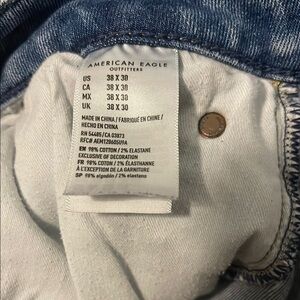 AMERICAN EAGLE
OUTFITTERS
US 38 X 30
CA 38 X 30
MX 38 X 30
UK 38 X 30
MADE IN CHINA / FABRIQUÉ EN CHINE /
HECHO EN CHINA
RN 54485/CA 03873
RFC# AEM120605U9A
EN 98% COTTON / 2% ELASTANE
EXCLUSIVE OF DECORATION
FR 98% COTON / 2% ÉLASTHANNE
À L'EXCEPTION DE LA GARNITURE
SP 98% algodón / 2% elastano